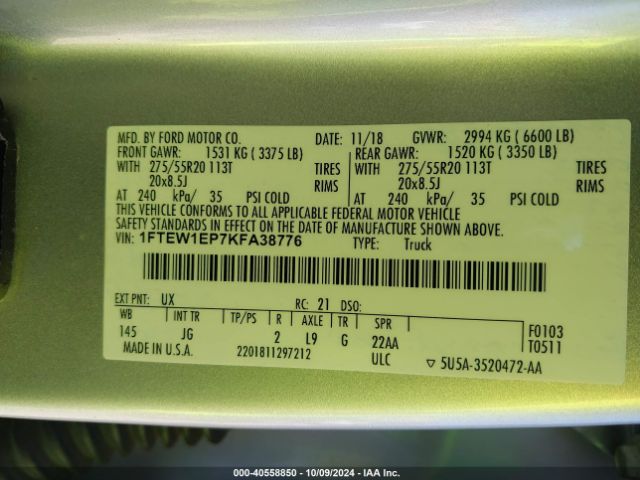 MFD. BY FORD MOTOR CO. DATE: 11/18 GVWR: 2994 KG ( 6600 LB)
FRONT GAWR: 1531 KG ( 3375 LB) REAR GAWR: 1520 KG ( 3350 LB)
WITH 275/55R20 113T TIRES WITH 275/55R20 113T TIRES
20x8.5J RIMS 20x8.5J RIMS
AT 240 kPa/ 35 PSI COLD AT 240 kPa/ 35 PSI COLD
THIS VEHICLE CONFORMS TO ALL APPLICABLE FEDERAL MOTOR VEHICLE
SAFETY STANDARDS IN EFFECT ON THE DATE OF MANUFACTURE SHOWN ABOVE.
VIN: 1FTEW1EP7KFA38776 TYPE: Truck
EXT PNT: UX RC: 21 DSO:
WB INT TR TP/PS R AXLE TR SPR F0103
145 JG 2 L9 G 22AA T0511
MADE IN U.S.A. 2201811297212 ULC ▽ 5U5A-3520472-AA
000-40558850 - 10/09/2024 - IAA Inc.